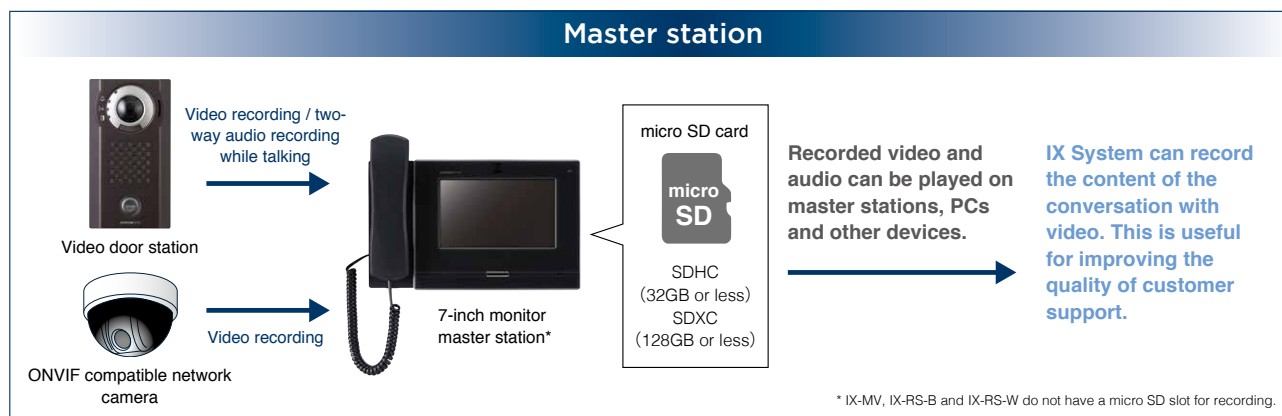 Master station
Video recording / two-
way audio recording
while talking
Video door station
Video recording
ONVIF compatible network
camera
7-inch monitor
master station*
micro SD card
micro
SD
SDHC
(32GB or less)
SDXC
(128GB or less)
Recorded video and
audio can be played on
master stations, PCs
and other devices.
IX System can record
the content of the
conversation with
video. This is useful
for improving the
quality of customer
support.
* IX-MV, IX-RS-B and IX-RS-W do not have a micro SD slot for recording.